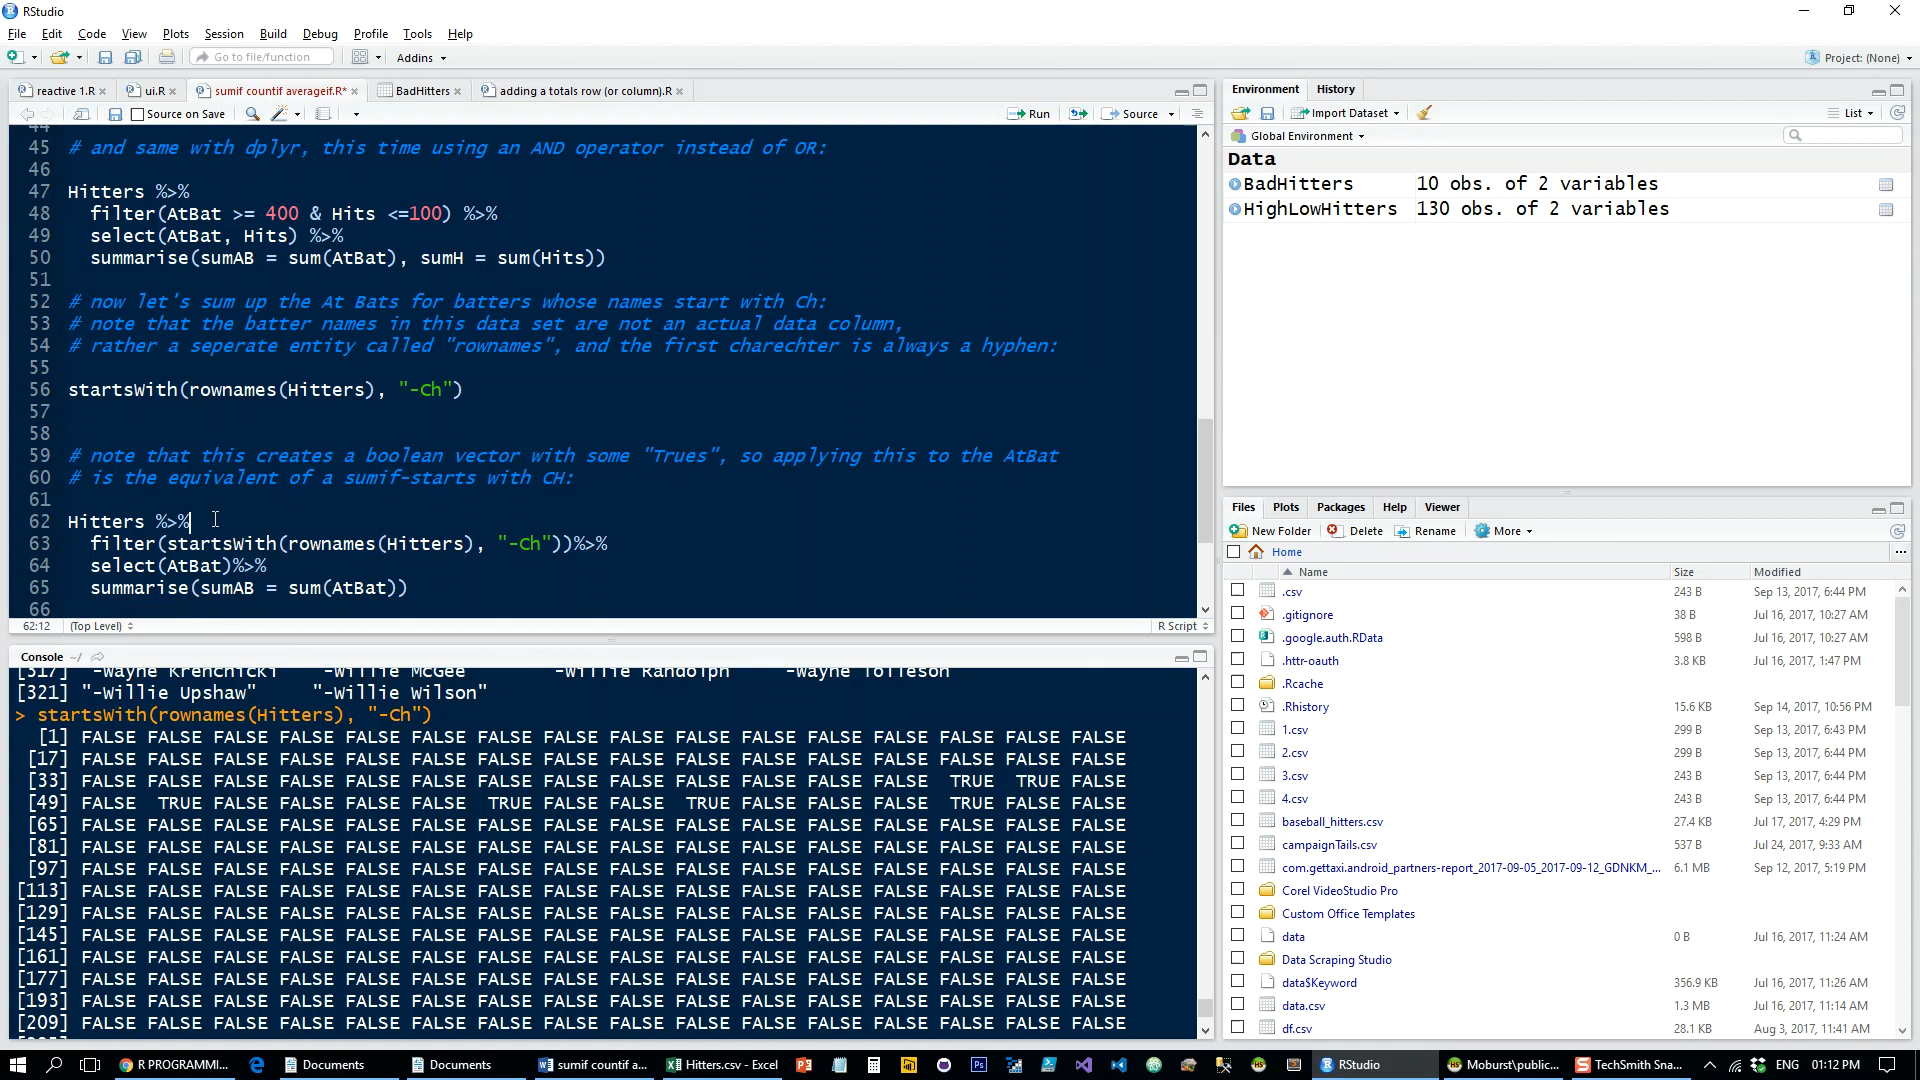 RStudio
File Edit Code View Plots Session Build Debug Profile Tools Help
Go to file/function Addins Project: (None)
reactive 1.R ui.R sumif countif averageif.R* BadHitters adding a totals row (or column).R
Source on Save Run Source
44
45 # and same with dplyr, this time using an AND operator instead of OR:
46
47 Hitters %>%
48 filter(AtBat >= 400 & Hits <=100) %>%
49 select(AtBat, Hits) %>%
50 summarise(sumAB = sum(AtBat), sumH = sum(Hits))
51
52 # now let's sum up the At Bats for batters whose names start with Ch:
53 # note that the batter names in this data set are not an actual data column,
54 # rather a seperate entity called "rownames", and the first charechter is always a hyphen:
55
56 startsWith(rownames(Hitters), "-Ch")
57
58
59 # note that this creates a boolean vector with some "Trues", so applying this to the AtBat
60 # is the equivalent of a sumif-starts with CH:
61
62 Hitters %>%
63 filter(startsWith(rownames(Hitters), "-Ch"))%>%
64 select(AtBat)%>%
65 summarise(sumAB = sum(AtBat))
66
62:12 (Top Level) R Script
Console ~/
[317] "-Wayne Krenchicki" "-Willie McGee" "-Willie Randolph" "-Wayne Tolleson"
[321] "-Willie Upshaw" "-Willie Wilson"
> startsWith(rownames(Hitters), "-Ch")
[1] FALSE FALSE FALSE FALSE FALSE FALSE FALSE FALSE FALSE FALSE FALSE FALSE FALSE FALSE FALSE FALSE
[17] FALSE FALSE FALSE FALSE FALSE FALSE FALSE FALSE FALSE FALSE FALSE FALSE FALSE FALSE FALSE FALSE
[33] FALSE FALSE FALSE FALSE FALSE FALSE FALSE FALSE FALSE FALSE FALSE FALSE FALSE TRUE TRUE FALSE
[49] FALSE TRUE FALSE FALSE FALSE FALSE TRUE FALSE FALSE TRUE FALSE FALSE FALSE TRUE FALSE FALSE
[65] FALSE FALSE FALSE FALSE FALSE FALSE FALSE FALSE FALSE FALSE FALSE FALSE FALSE FALSE FALSE FALSE
[81] FALSE FALSE FALSE FALSE FALSE FALSE FALSE FALSE FALSE FALSE FALSE FALSE FALSE FALSE FALSE FALSE
[97] FALSE FALSE FALSE FALSE FALSE FALSE FALSE FALSE FALSE FALSE FALSE FALSE FALSE FALSE FALSE FALSE
[113] FALSE FALSE FALSE FALSE FALSE FALSE FALSE FALSE FALSE FALSE FALSE FALSE FALSE FALSE FALSE FALSE
[129] FALSE FALSE FALSE FALSE FALSE FALSE FALSE FALSE FALSE FALSE FALSE FALSE FALSE FALSE FALSE FALSE
[145] FALSE FALSE FALSE FALSE FALSE FALSE FALSE FALSE FALSE FALSE FALSE FALSE FALSE FALSE FALSE FALSE
[161] FALSE FALSE FALSE FALSE FALSE FALSE FALSE FALSE FALSE FALSE FALSE FALSE FALSE FALSE FALSE FALSE
[177] FALSE FALSE FALSE FALSE FALSE FALSE FALSE FALSE FALSE FALSE FALSE FALSE FALSE FALSE FALSE FALSE
[193] FALSE FALSE FALSE FALSE FALSE FALSE FALSE FALSE FALSE FALSE FALSE FALSE FALSE FALSE FALSE FALSE
[209] FALSE FALSE FALSE FALSE FALSE FALSE FALSE FALSE FALSE FALSE FALSE FALSE FALSE FALSE FALSE FALSE
Environment History
Import Dataset List
Global Environment
Data
BadHitters 10 obs. of 2 variables
HighLowHitters 130 obs. of 2 variables
Files Plots Packages Help Viewer
New Folder Delete Rename More
Home ...
Name Size Modified
.csv 243 B Sep 13, 2017, 6:44 PM
.gitignore 38 B Jul 16, 2017, 10:27 AM
.google.auth.RData 598 B Jul 16, 2017, 10:27 AM
.httr-oauth 3.8 KB Jul 16, 2017, 1:47 PM
.Rcache
.Rhistory 15.6 KB Sep 14, 2017, 10:56 PM
1.csv 299 B Sep 13, 2017, 6:43 PM
2.csv 299 B Sep 13, 2017, 6:44 PM
3.csv 243 B Sep 13, 2017, 6:44 PM
4.csv 243 B Sep 13, 2017, 6:44 PM
baseball_hitters.csv 27.4 KB Jul 17, 2017, 4:29 PM
campaignTails.csv 537 B Jul 24, 2017, 9:33 AM
com.gettaxi.android_partners-report_2017-09-05_2017-09-12_GDNKM_... 6.1 MB Sep 12, 2017, 5:19 PM
Corel VideoStudio Pro
Custom Office Templates
data 0 B Jul 16, 2017, 11:24 AM
Data Scraping Studio
data$Keyword 356.9 KB Jul 16, 2017, 11:26 AM
data.csv 1.3 MB Jul 16, 2017, 11:14 AM
df.csv 28.1 KB Aug 3, 2017, 11:41 AM
R PROGRAMMI... Documents Documents sumif countif a... Hitters.csv - Excel RStudio Moburst\public... TechSmith Sna... ENG 01:12 PM